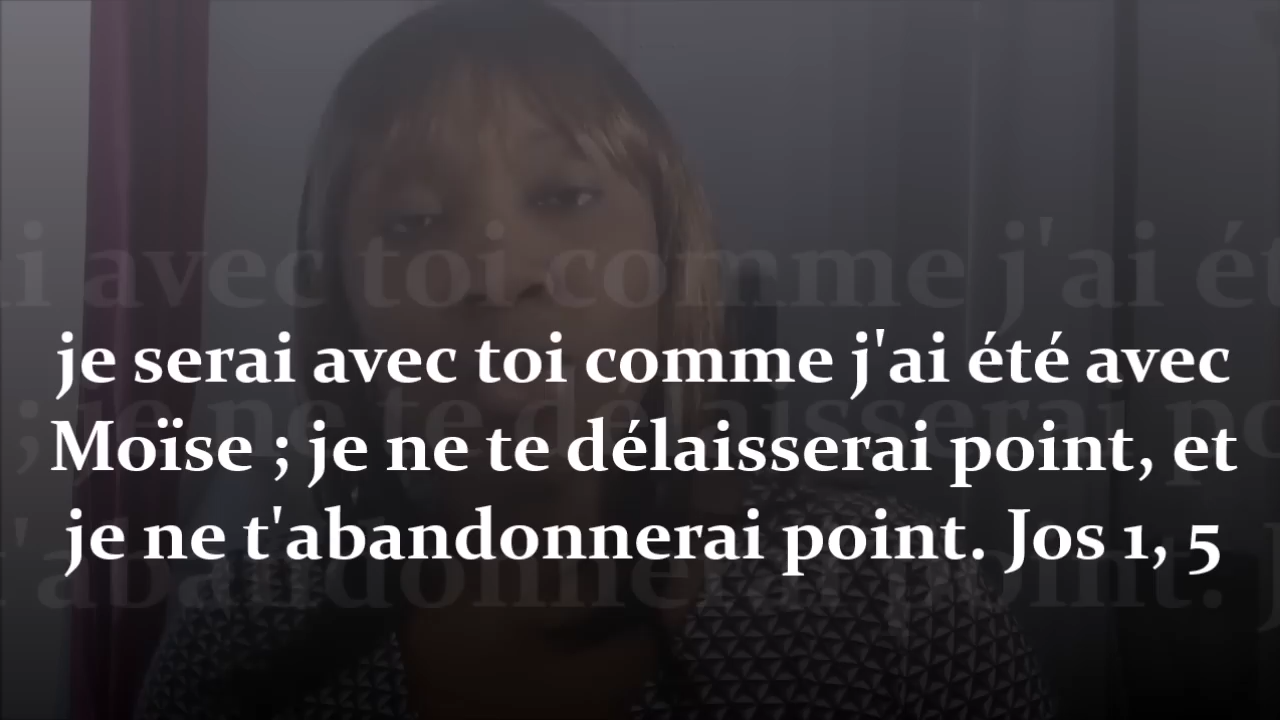 je serai avec toi comme j'ai été avec
Moïse ; je ne te délaisserai point, et
je ne t'abandonnerai point. Jos 1, 5